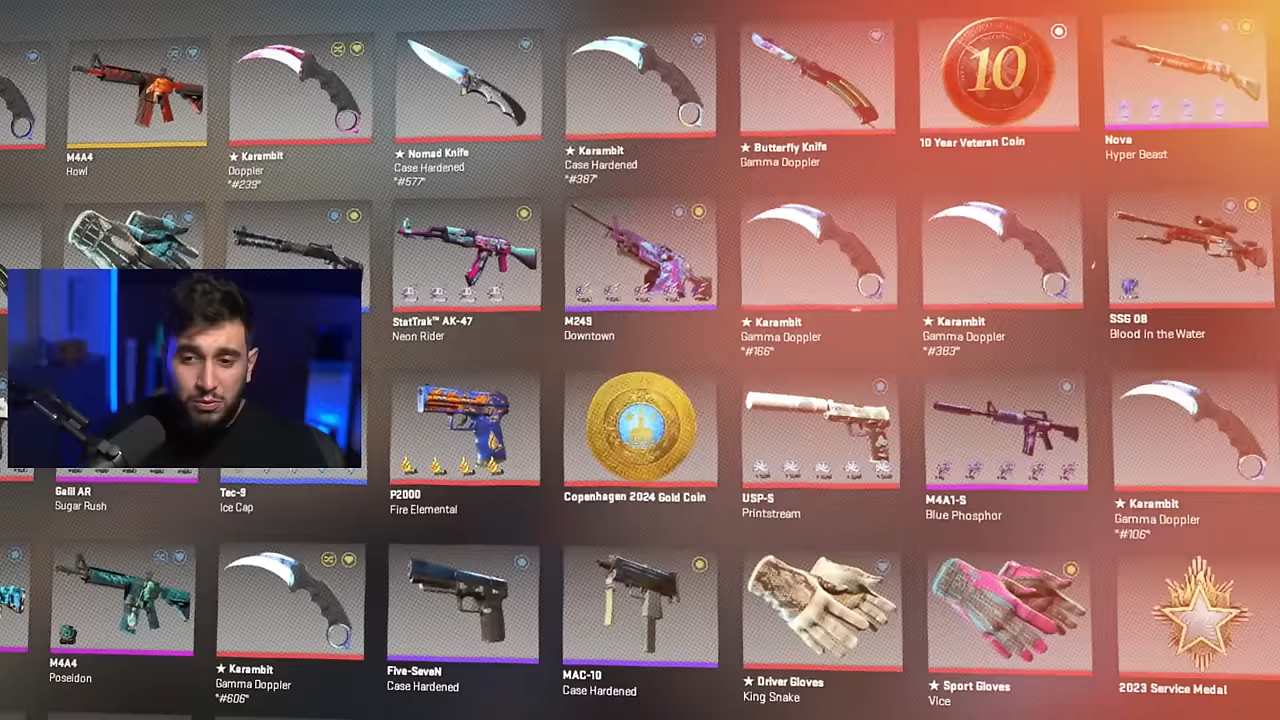 M4A4
Howl
★ Karambit
Doppler
"#239"
★ Nomad Knife
Case Hardened
"#577"
★ Karambit
Case Hardened
"#387"
★ Butterfly Knife
Gamma Doppler
10
10 Year Veteran Coin
Nova
Hyper Beast
StatTrak™ AK-47
Neon Rider
M249
Downtown
★ Karambit
Gamma Doppler
"#166"
★ Karambit
Gamma Doppler
"#383"
SSG 08
Blood in the Water
Galil AR
Sugar Rush
Tec-9
Ice Cap
P2000
Fire Elemental
Copenhagen 2024 Gold Coin
USP-S
Printstream
M4A1-S
Blue Phosphor
★ Karambit
Gamma Doppler
"#106"
M4A4
Poseidon
★ Karambit
Gamma Doppler
"#606"
Five-SeveN
Case Hardened
MAC-10
Case Hardened
★ Driver Gloves
King Snake
★ Sport Gloves
Vice
2023 Service Medal